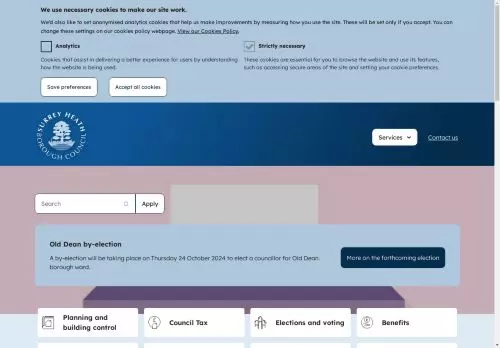 We use necessary cookies to make our site work.
We'd also like to set anonymised analytics cookies that help us make improvements by measuring how you use the site. These will be set only if you accept. You can
change these settings on our cookies policy webpage. View our Cookies Policy.
Analytics
Strictly necessary
Cookies that assist in delivering a better experience for users by understanding
how the website is being used.
These cookies are essential for you to browse the website and use its features,
such as accessing secure areas of the site and setting your cookie preferences.
Save preferences
Accept all cookies
SURREY HEATH
BOROUGH COUNCIL
Services
Contact us
Search
Apply
Old Dean by-election
A by-election will be taking place on Thursday 24 October 2024 to elect a councillor for Old Dean
borough ward.
More on the forthcoming election
Planning and
building control
Council Tax
Elections and voting
Benefits